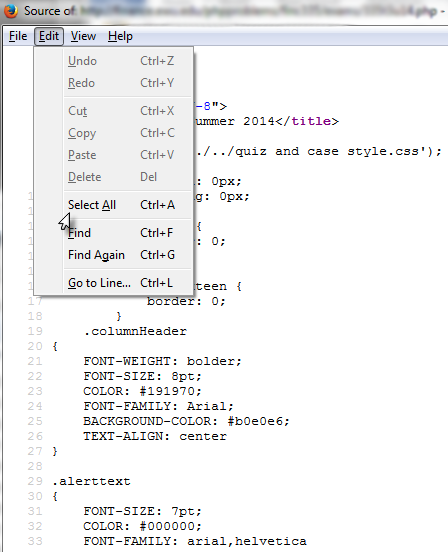 Source of:
File Edit View Help
Undo Ctrl+Z
Redo Ctrl+Y
-8">
Cut Ctrl+X
ummer 2014</title>
Copy Ctrl+C
Paste Ctrl+V
./../quiz and case style.css');
Delete Del
: 0px;
Select All Ctrl+A
g: 0px;
Find Ctrl+F
{
: 0;
Find Again Ctrl+G
Go to Line... Ctrl+L
teen {
17 border: 0;
18 }
19 .columnHeader
20 {
21 FONT-WEIGHT: bolder;
22 FONT-SIZE: 8pt;
23 COLOR: #191970;
24 FONT-FAMILY: Arial;
25 BACKGROUND-COLOR: #b0e0e6;
26 TEXT-ALIGN: center
27 }
28
29 .alerttext
30 {
31 FONT-SIZE: 7pt;
32 COLOR: #000000;
33 FONT-FAMILY: arial,helvetica